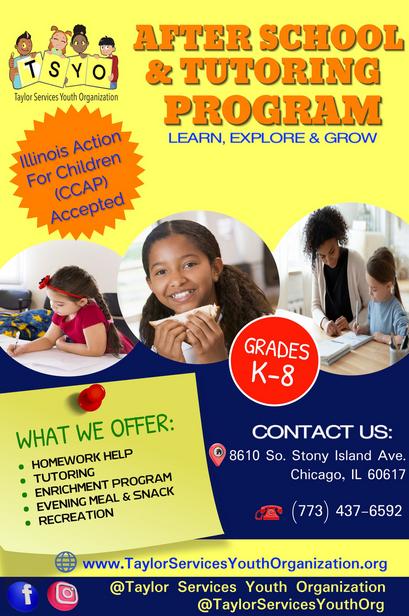 TSYO
Taylor Services Youth Organization
AFTER SCHOOL
& TUTORING
PROGRAM
LEARN, EXPLORE & GROW
Illinois Action
For Children
(CCAP)
Accepted
GRADES
K-8
WHAT WE OFFER:
HOMEWORK HELP
TUTORING
ENRICHMENT PROGRAM
EVENING MEAL & SNACK
RECREATION
CONTACT US:
8610 So. Stony Island Ave.
Chicago, IL 60617
(773) 437-6592
www.TaylorServicesYouthOrganization.org
@Taylor Services Youth Organization
@TaylorServicesYouthOrg